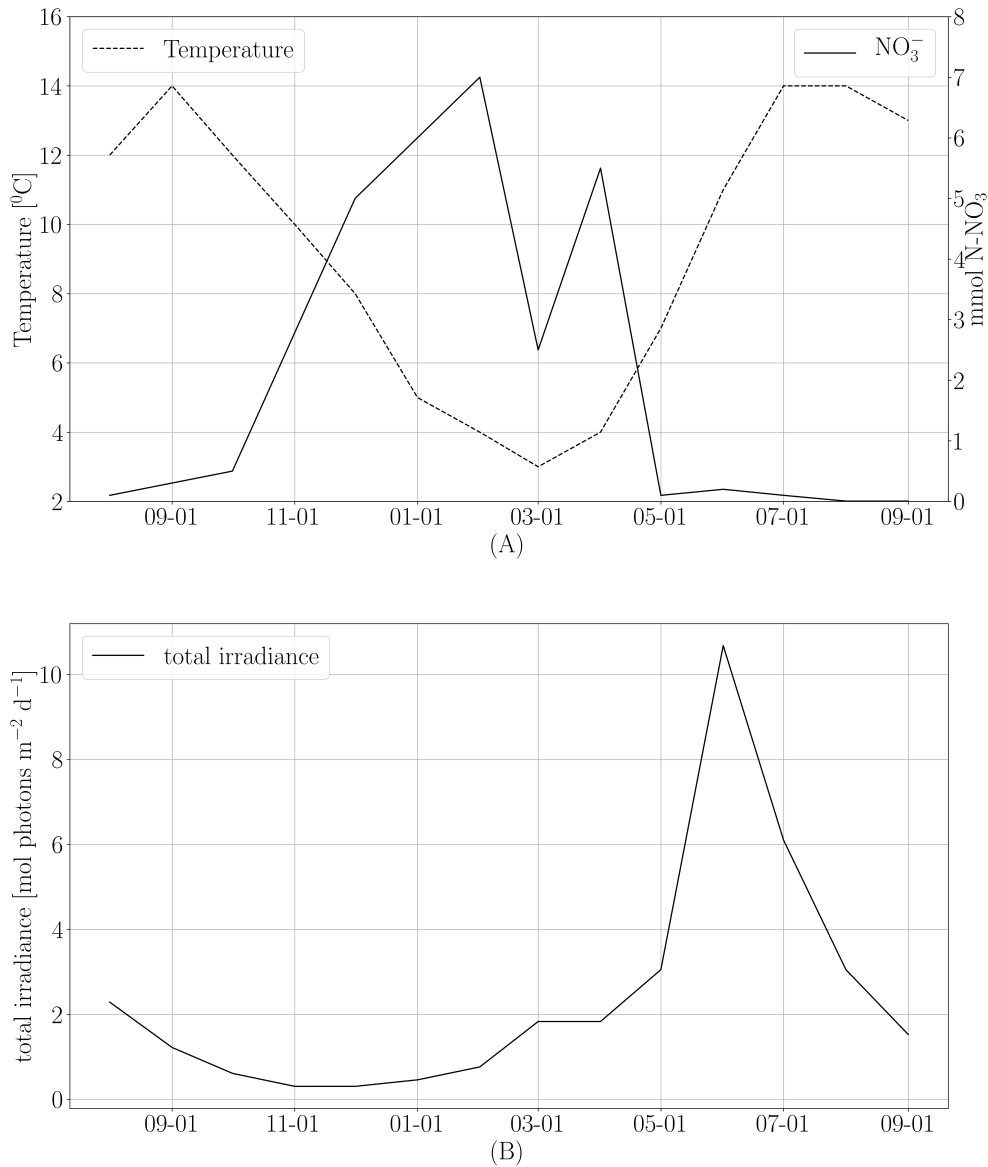 16
14
12
10
8
6
4
2
Temperature [⁰C]
Temperature
NO₃⁻
8
7
6
5
4
3
2
1
0
mmol N-NO₃
09-01 11-01 01-01 03-01 05-01 07-01 09-01
(A)
10
8
6
4
2
0
total irradiance [mol photons m⁻² d⁻¹]
total irradiance
09-01 11-01 01-01 03-01 05-01 07-01 09-01
(B)